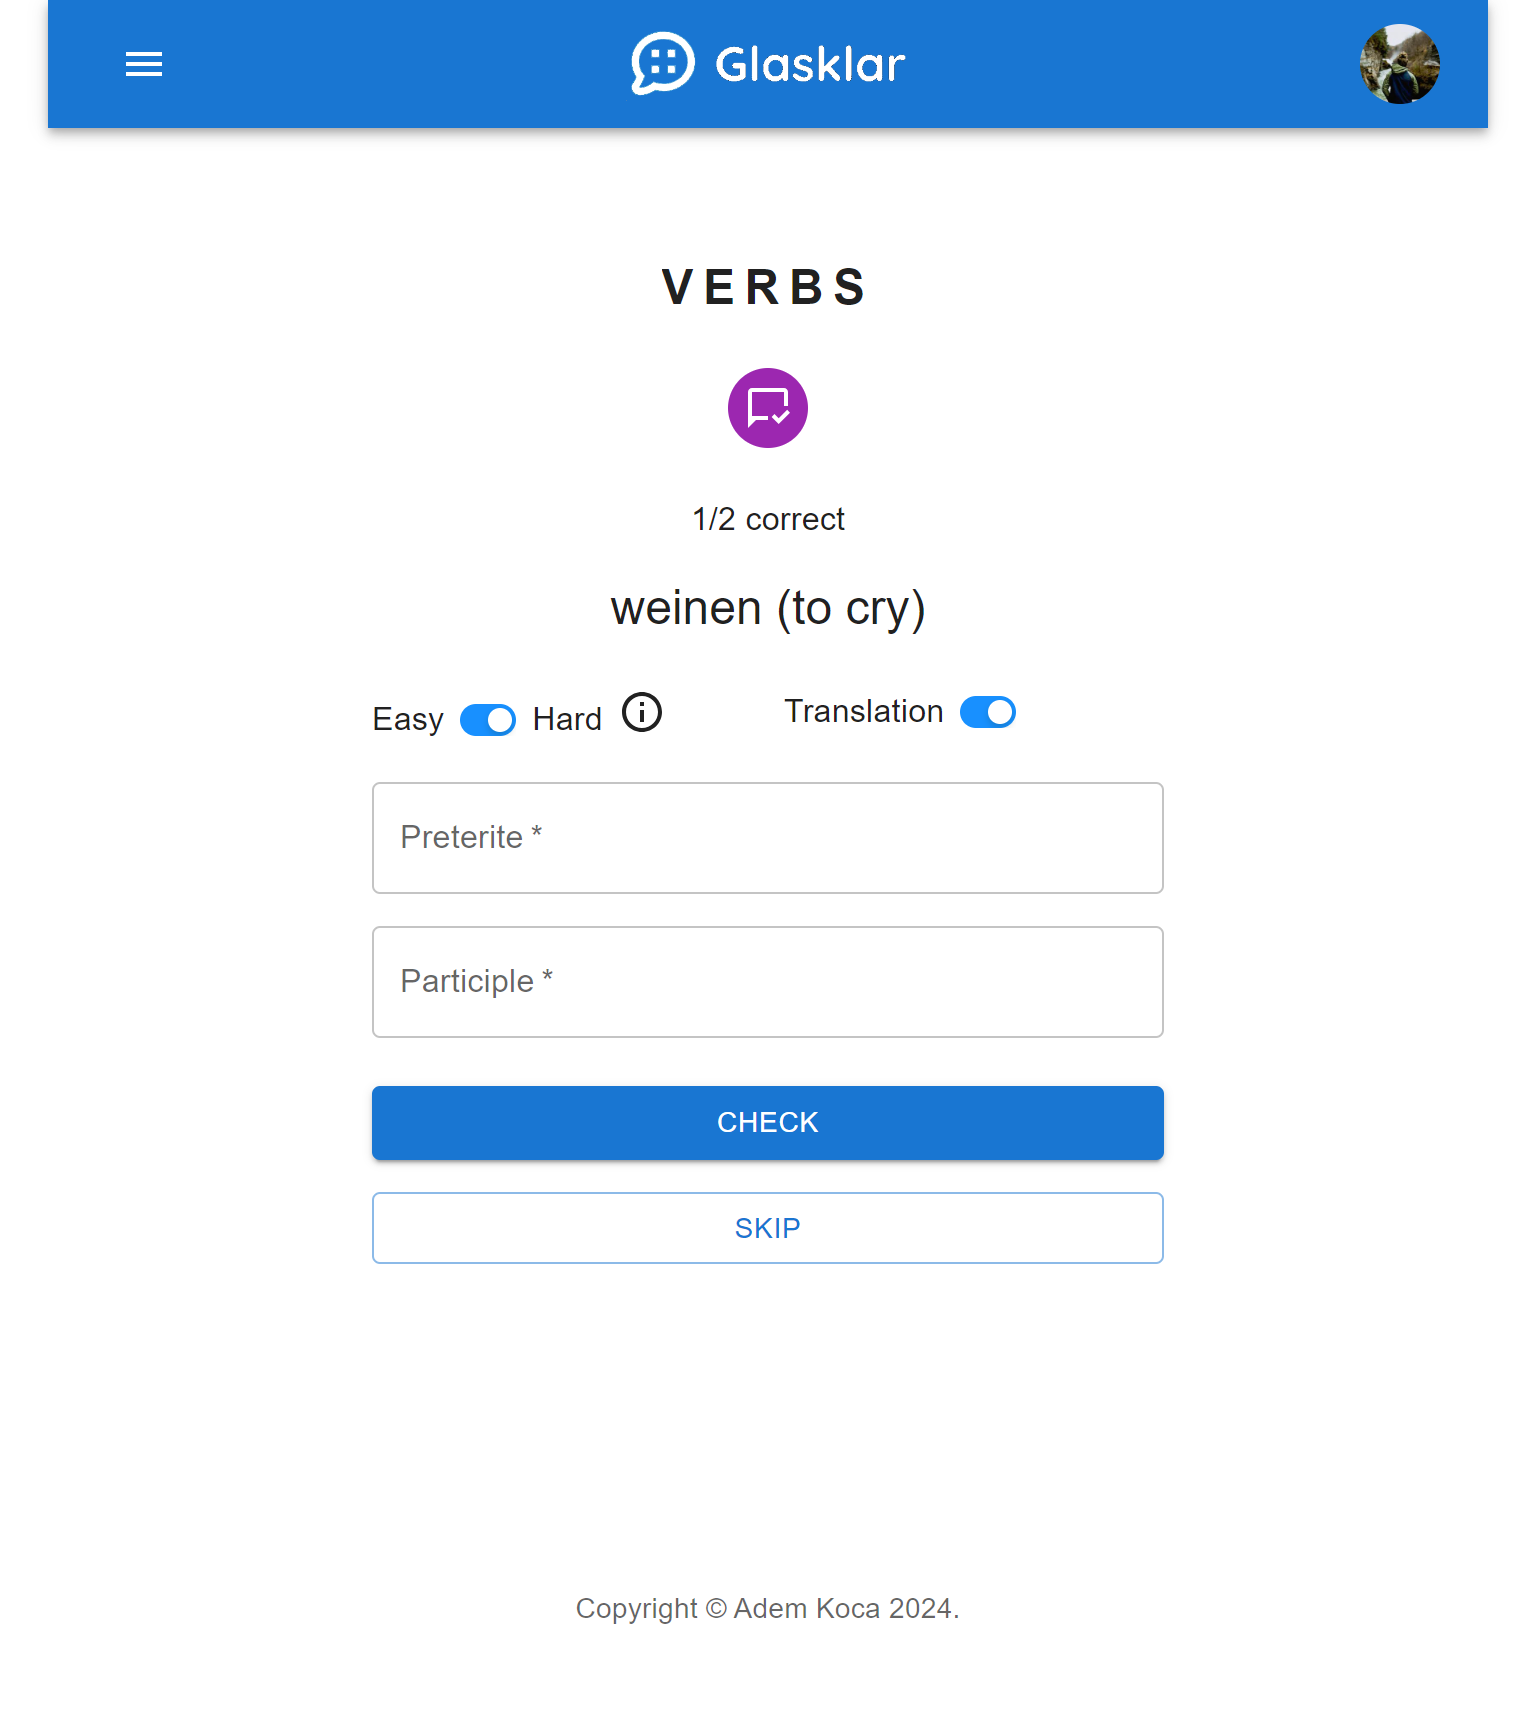 Glasklar
VERBS
1/2 correct
weinen (to cry)
Easy Hard Translation
Preterite *
Participle *
CHECK
SKIP
Copyright © Adem Koca 2024.